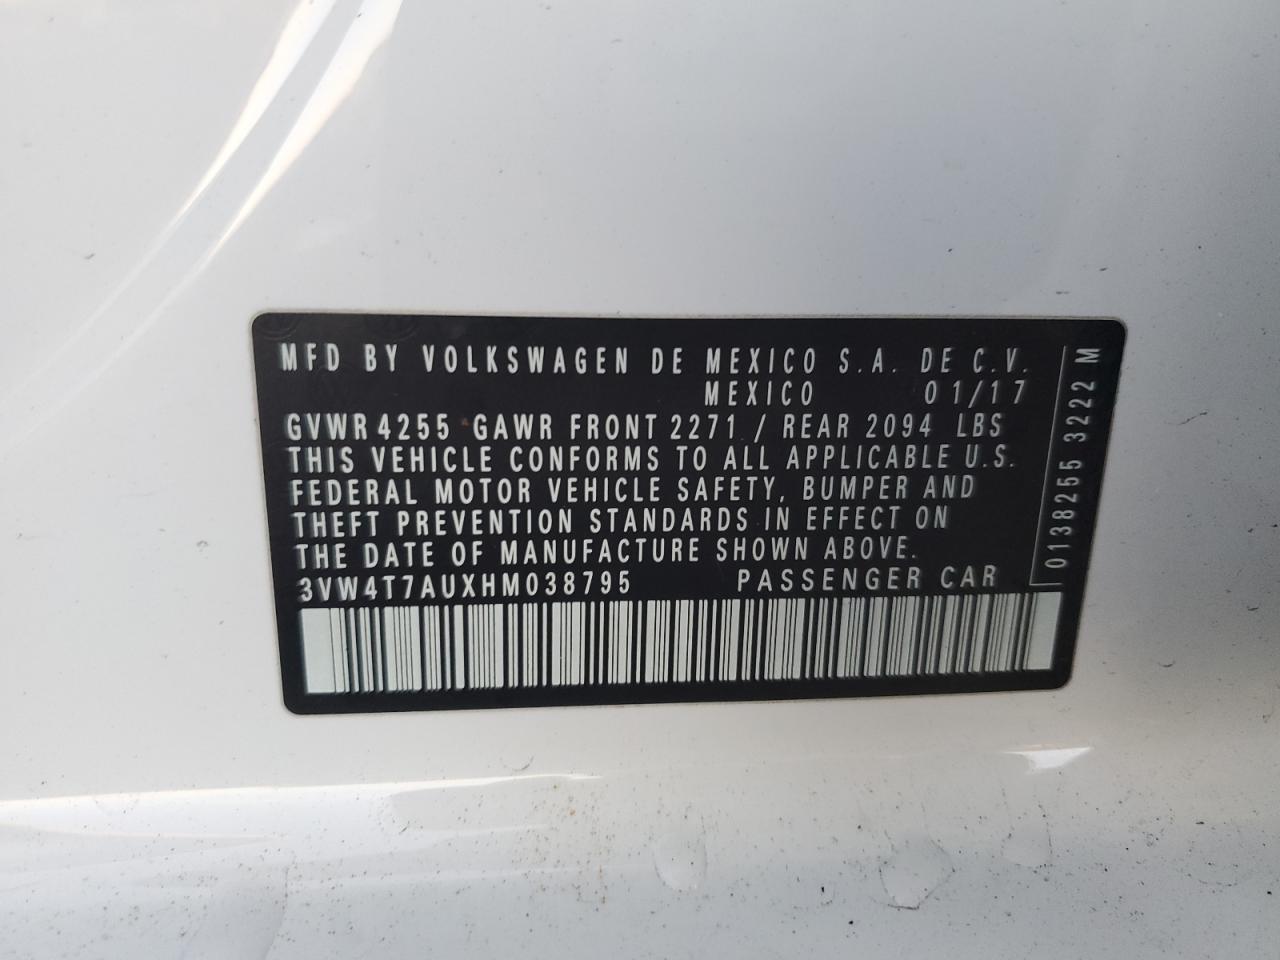 MFD BY VOLKSWAGEN DE MEXICO S.A. DE C.V.
MEXICO 01/17
GVWR 4255 GAWR FRONT 2271 / REAR 2094 LBS
THIS VEHICLE CONFORMS TO ALL APPLICABLE U.S.
FEDERAL MOTOR VEHICLE SAFETY, BUMPER AND
THEFT PREVENTION STANDARDS IN EFFECT ON
THE DATE OF MANUFACTURE SHOWN ABOVE.
3VW4T7AUXHM038795 PASSENGER CAR
0138255 3222 M